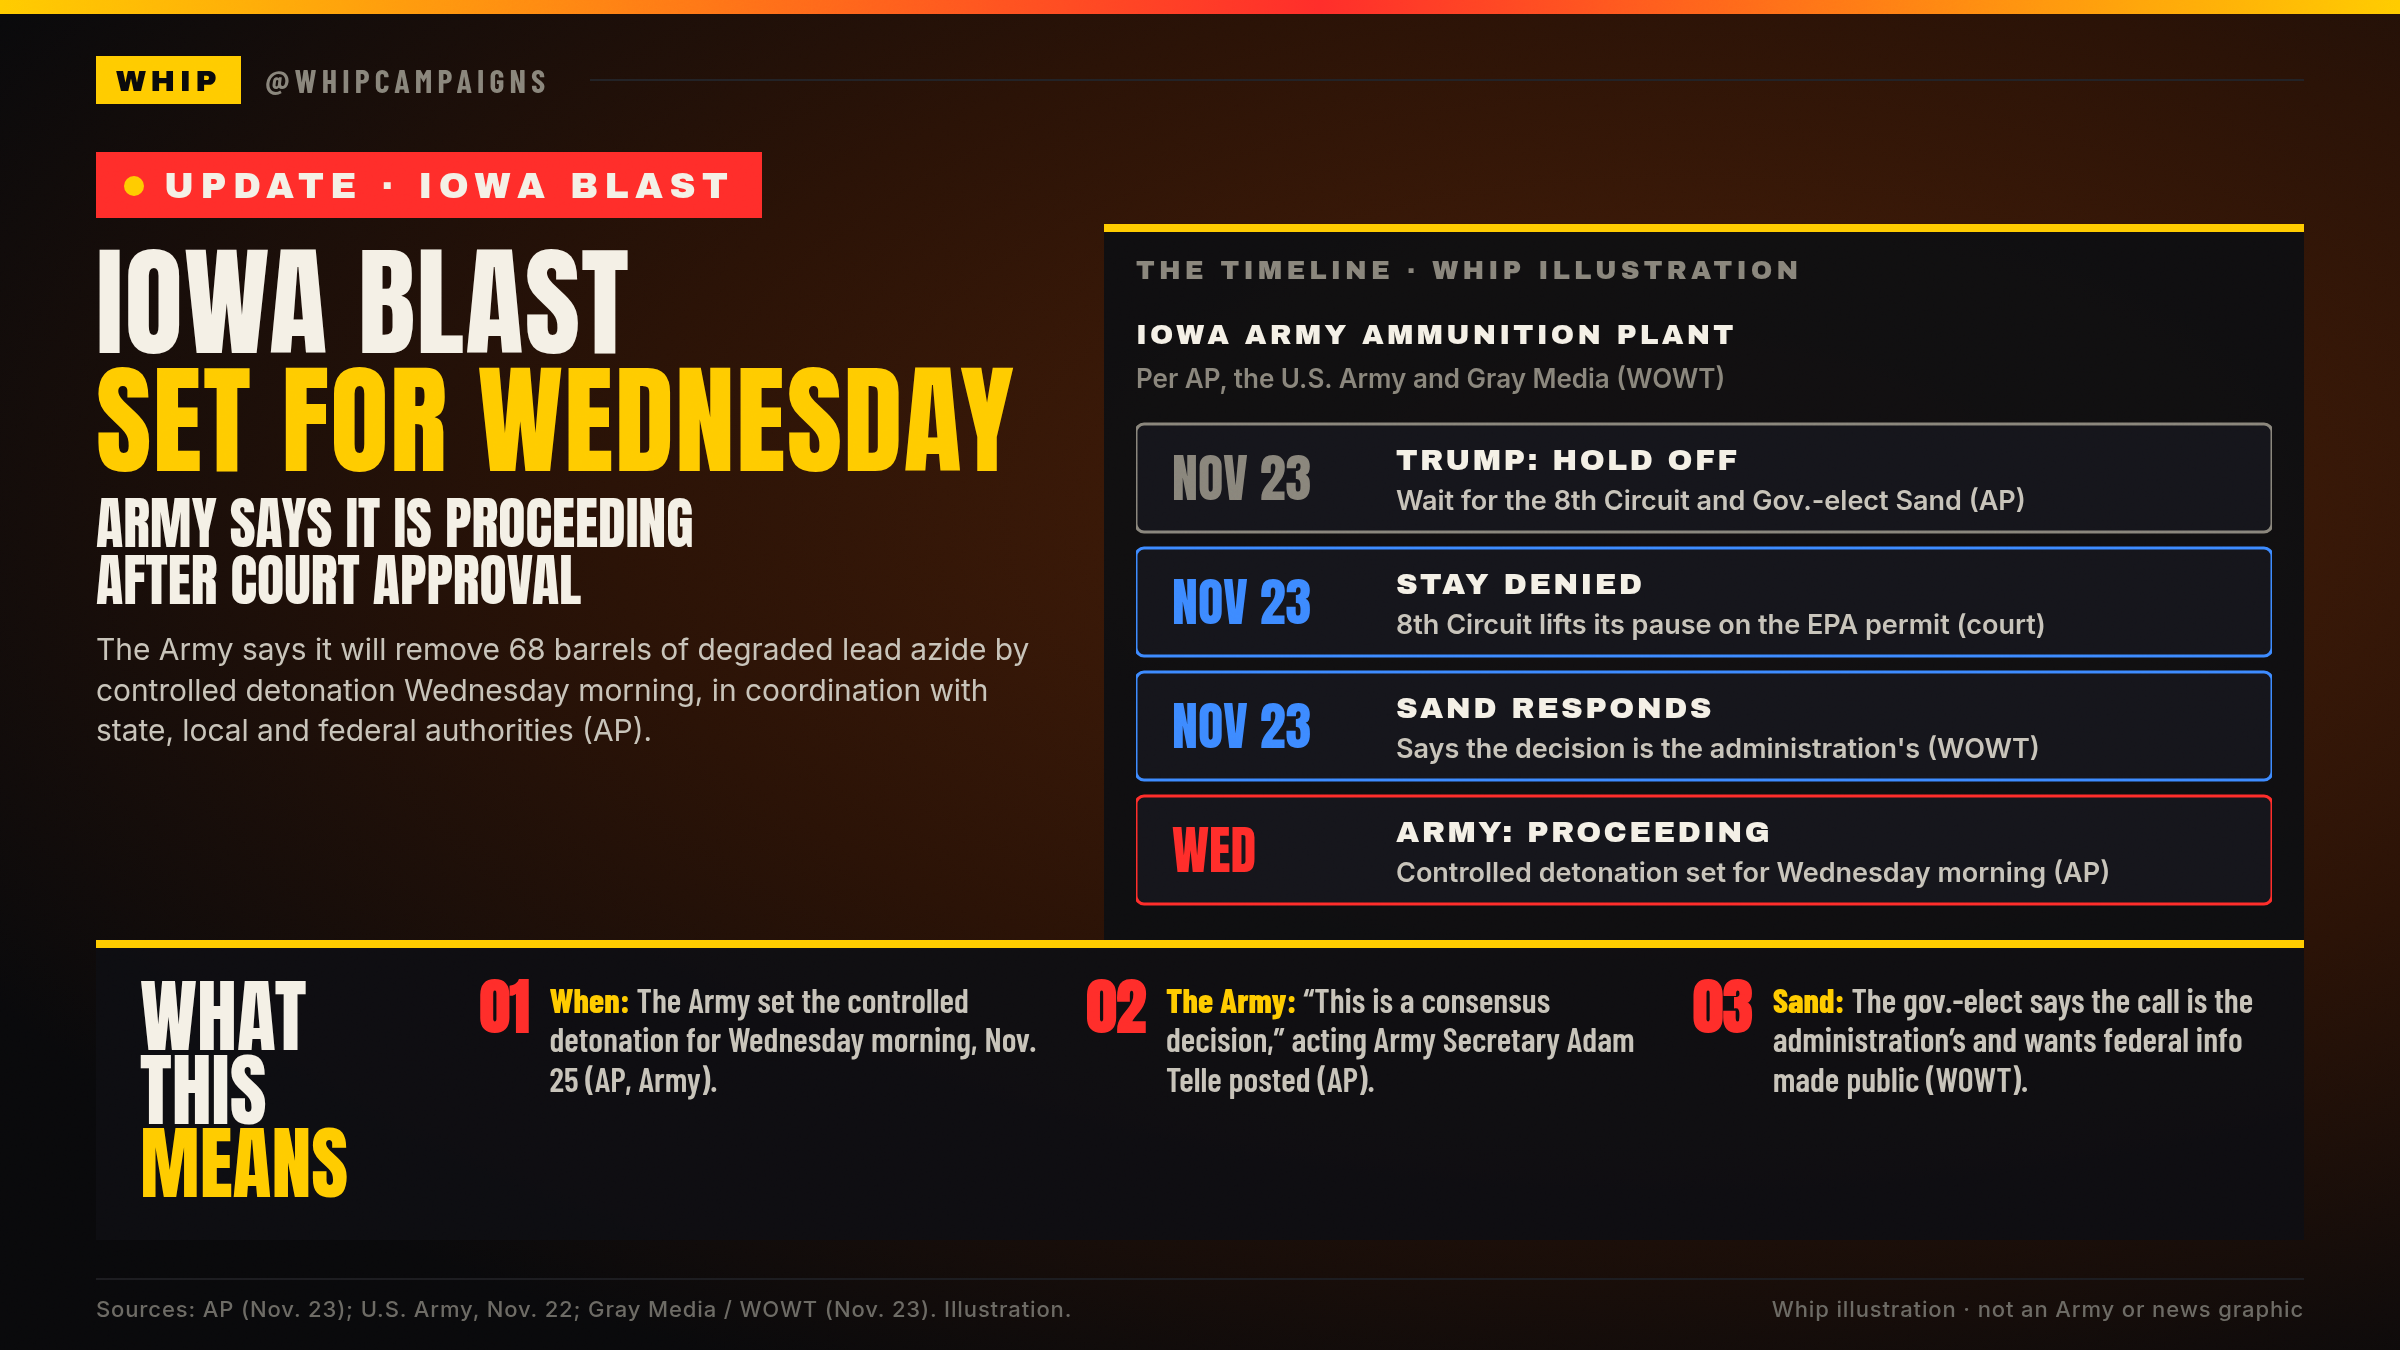 WHIP
@WHIPCAMPAIGNS
UPDATE · IOWA BLAST
IOWA BLAST
SET FOR WEDNESDAY
ARMY SAYS IT IS PROCEEDING
AFTER COURT APPROVAL
The Army says it will remove 68 barrels of degraded lead azide by
controlled detonation Wednesday morning, in coordination with
state, local and federal authorities (AP).
THE TIMELINE · WHIP ILLUSTRATION
IOWA ARMY AMMUNITION PLANT
Per AP, the U.S. Army and Gray Media (WOWT)
NOV 23
TRUMP: HOLD OFF
Wait for the 8th Circuit and Gov.-elect Sand (AP)
NOV 23
STAY DENIED
8th Circuit lifts its pause on the EPA permit (court)
NOV 23
SAND RESPONDS
Says the decision is the administration's (WOWT)
WED
ARMY: PROCEEDING
Controlled detonation set for Wednesday morning (AP)
WHAT
THIS
MEANS
01
When: The Army set the controlled
detonation for Wednesday morning, Nov.
25 (AP, Army).
02
The Army: “This is a consensus
decision,” acting Army Secretary Adam
Telle posted (AP).
03
Sand: The gov.-elect says the call is the
administration’s and wants federal info
made public (WOWT).
Sources: AP (Nov. 23); U.S. Army, Nov. 22; Gray Media / WOWT (Nov. 23). Illustration.
Whip illustration · not an Army or news graphic